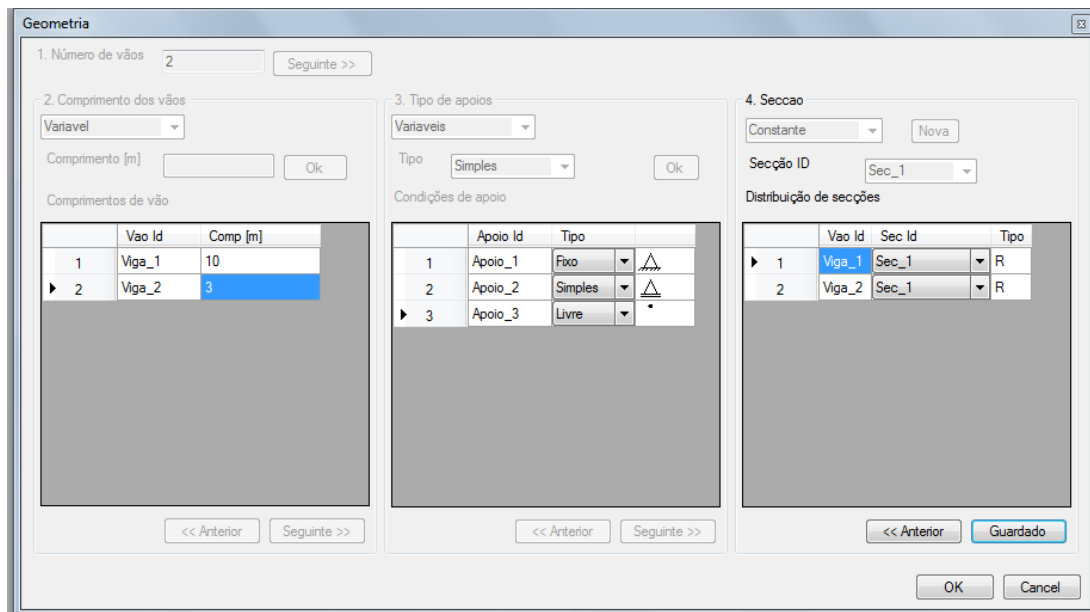 Geometria
1. Número de vãos 2 Seguinte >>
2. Comprimento dos vãos
Variavel
Comprimento [m] Ok
Comprimentos de vão
Vao Id Comp [m]
1 Viga_1 10
2 Viga_2 3
<< Anterior Seguinte >>
3. Tipo de apoios
Variaveis
Tipo Simples Ok
Condições de apoio
Apoio Id Tipo
1 Apoio_1 Fixo
2 Apoio_2 Simples
3 Apoio_3 Livre
<< Anterior Seguinte >>
4. Seccao
Constante Nova
Secção ID Sec_1
Distribuição de secções
Vao Id Sec Id Tipo
1 Viga_1 Sec_1 R
2 Viga_2 Sec_1 R
<< Anterior Guardado
OK Cancel